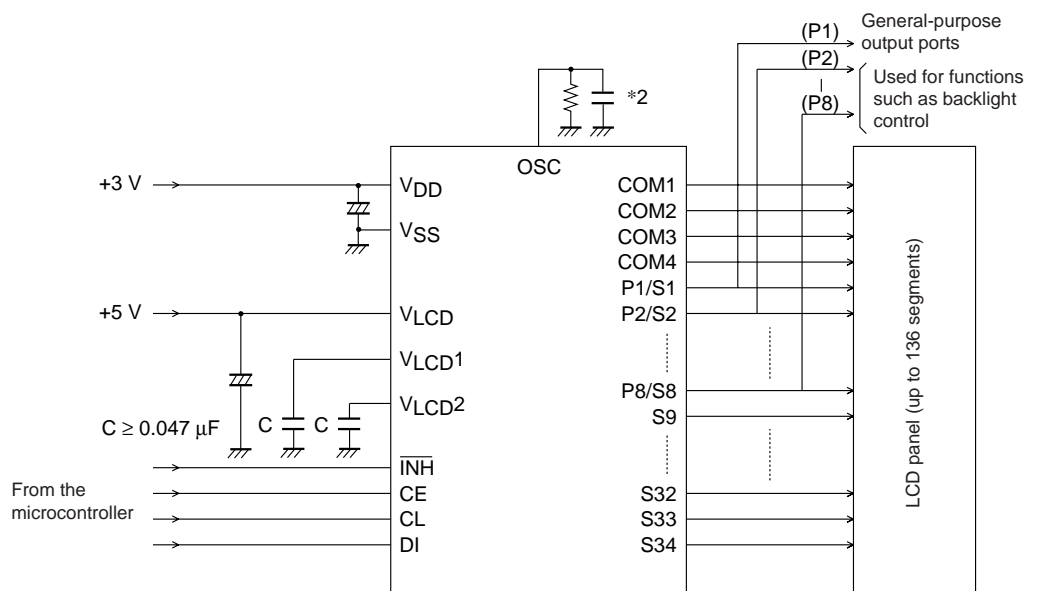 General-purpose
output ports
(P1)
(P2)
(P8)
Used for functions
such as backlight
control
*2
OSC
+3 V
VDD
VSS
+5 V
VLCD
VLCD1
VLCD2
C ≥ 0.047 μF
C
C
From the
microcontroller
INH
CE
CL
DI
COM1
COM2
COM3
COM4
P1/S1
P2/S2
P8/S8
S9
S32
S33
S34
LCD panel (up to 136 segments)